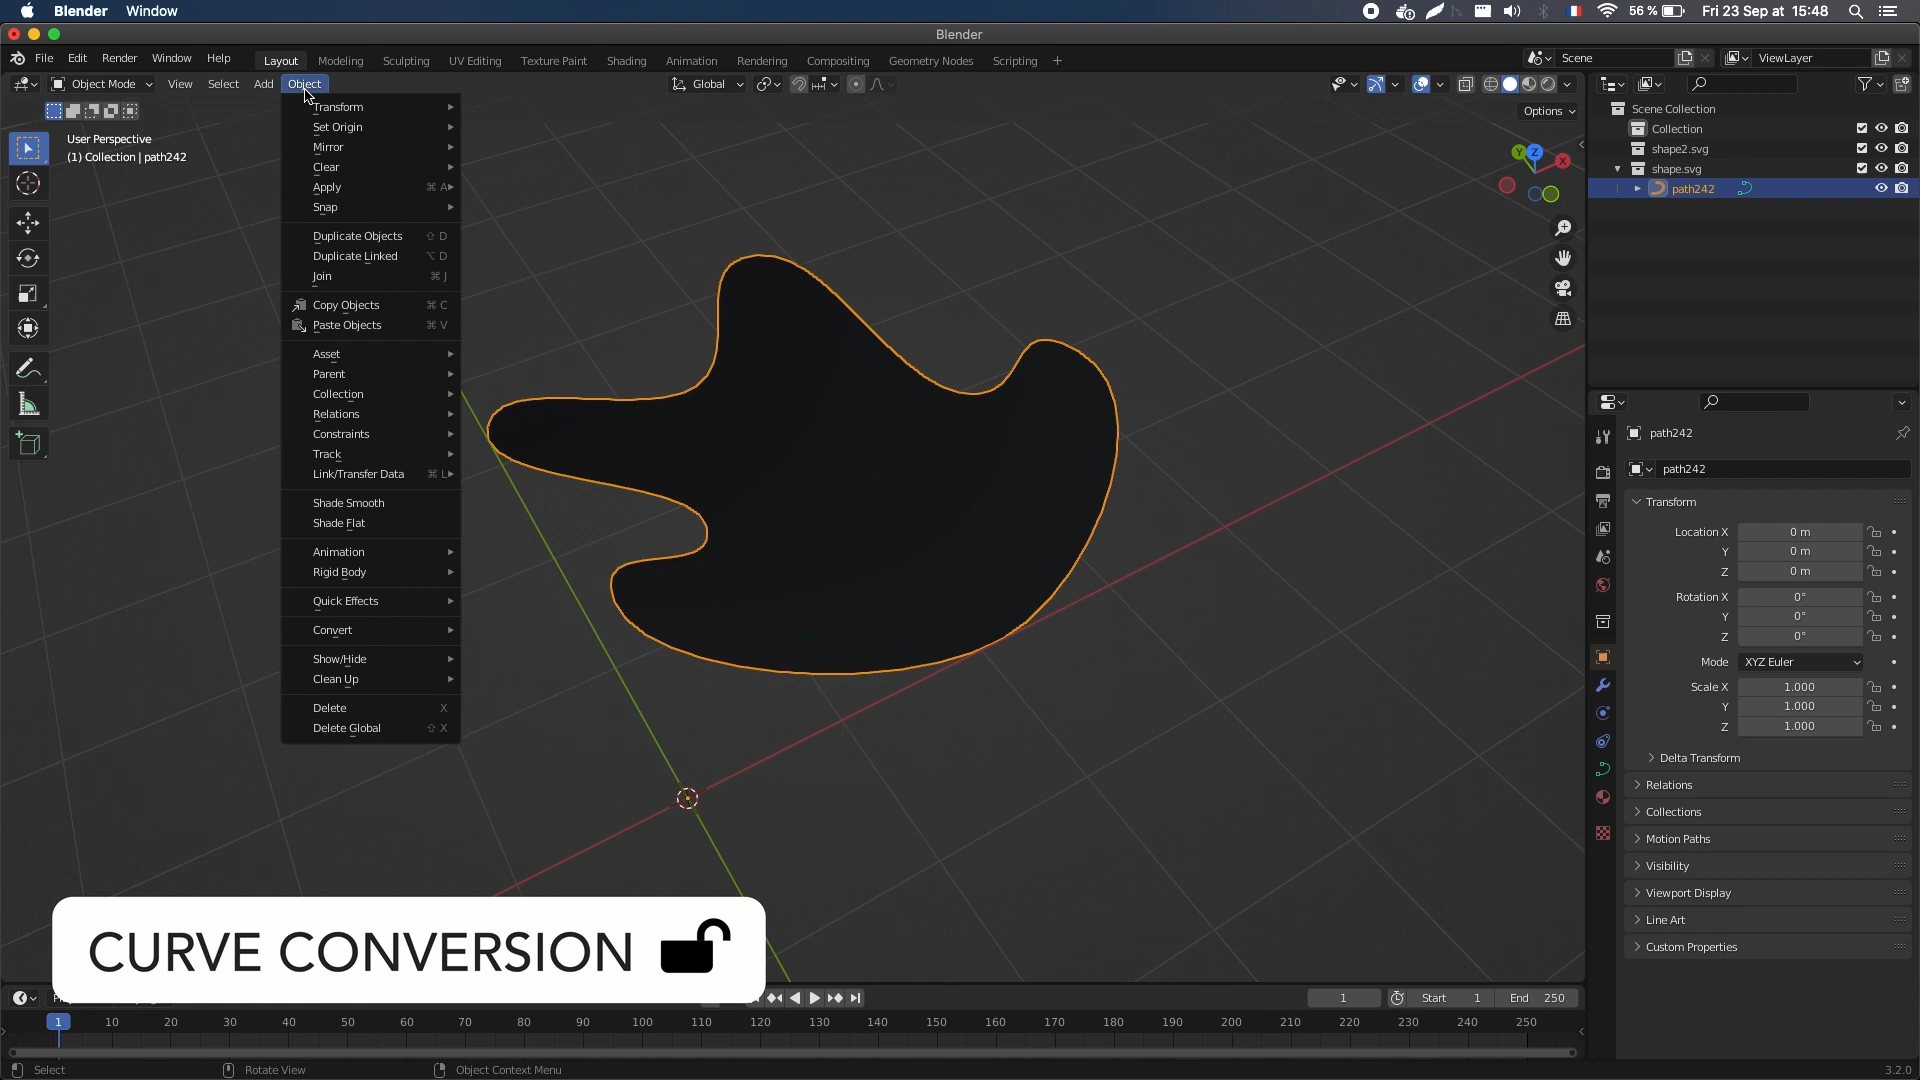 Blender Window
56 % Fri 23 Sep at 15:48
Blender
File Edit Render Window Help
Layout Modeling Sculpting UV Editing Texture Paint Shading Animation Rendering Compositing Geometry Nodes Scripting +
Scene
ViewLayer
Object Mode View Select Add Object
Global
Options
User Perspective
(1) Collection | path242
Transform
Set Origin
Mirror
Clear
Apply ⌘ A
Snap
Duplicate Objects ⇧ D
Duplicate Linked ⌥ D
Join ⌘ J
Copy Objects ⌘ C
Paste Objects ⌘ V
Asset
Parent
Collection
Relations
Constraints
Track
Link/Transfer Data ⌘ L
Shade Smooth
Shade Flat
Animation
Rigid Body
Quick Effects
Convert
Show/Hide
Clean Up
Delete X
Delete Global ⇧ X
Y Z X
Scene Collection
Collection
shape2.svg
shape.svg
path242
path242
path242
Transform
Location X 0 m
Y 0 m
Z 0 m
Rotation X 0°
Y 0°
Z 0°
Mode XYZ Euler
Scale X 1.000
Y 1.000
Z 1.000
Delta Transform
Relations
Collections
Motion Paths
Visibility
Viewport Display
Line Art
Custom Properties
CURVE CONVERSION
1 Start 1 End 250
1 10 20 30 40 50 60 70 80 90 100 110 120 130 140 150 160 170 180 190 200 210 220 230 240 250
Select Rotate View Object Context Menu 3.2.0